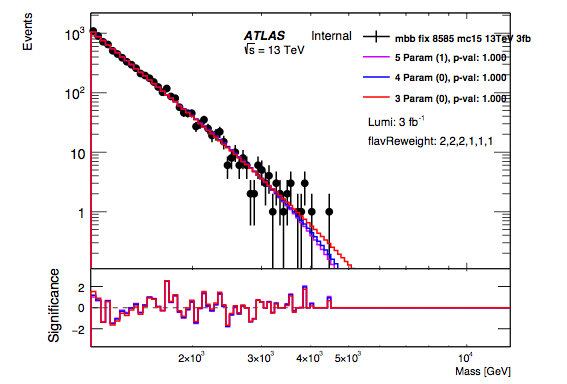 Events
10³
10²
10
1
ATLAS Internal
√s = 13 TeV
mbb fix 8585 mc15 13TeV 3fb
5 Param (1), p-val: 1.000
4 Param (0), p-val: 1.000
3 Param (0), p-val: 1.000
Lumi: 3 fb⁻¹
flavReweight: 2,2,2,1,1,1
Significance
2
0
−2
2×10³ 3×10³ 4×10³ 5×10³ 10⁴
Mass [GeV]